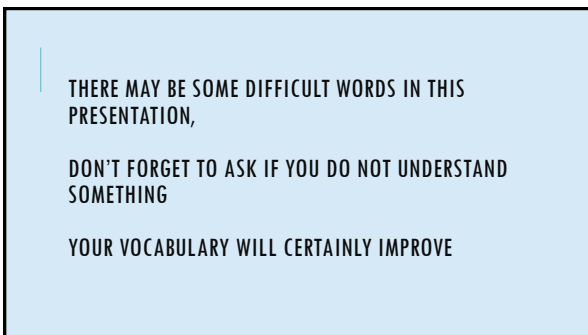 THERE MAY BE SOME DIFFICULT WORDS IN THIS
PRESENTATION,
DON'T FORGET TO ASK IF YOU DO NOT UNDERSTAND
SOMETHING
YOUR VOCABULARY WILL CERTAINLY IMPROVE